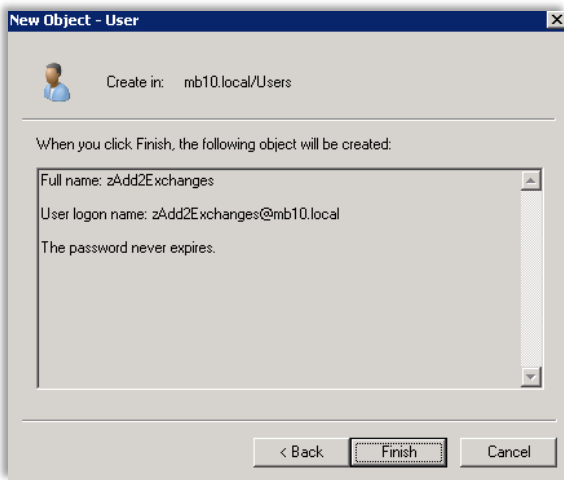 New Object - User
Create in: mb10.local/Users
When you click Finish, the following object will be created:
Full name: zAdd2Exchanges
User logon name: zAdd2Exchanges@mb10.local
The password never expires.
< Back Finish Cancel